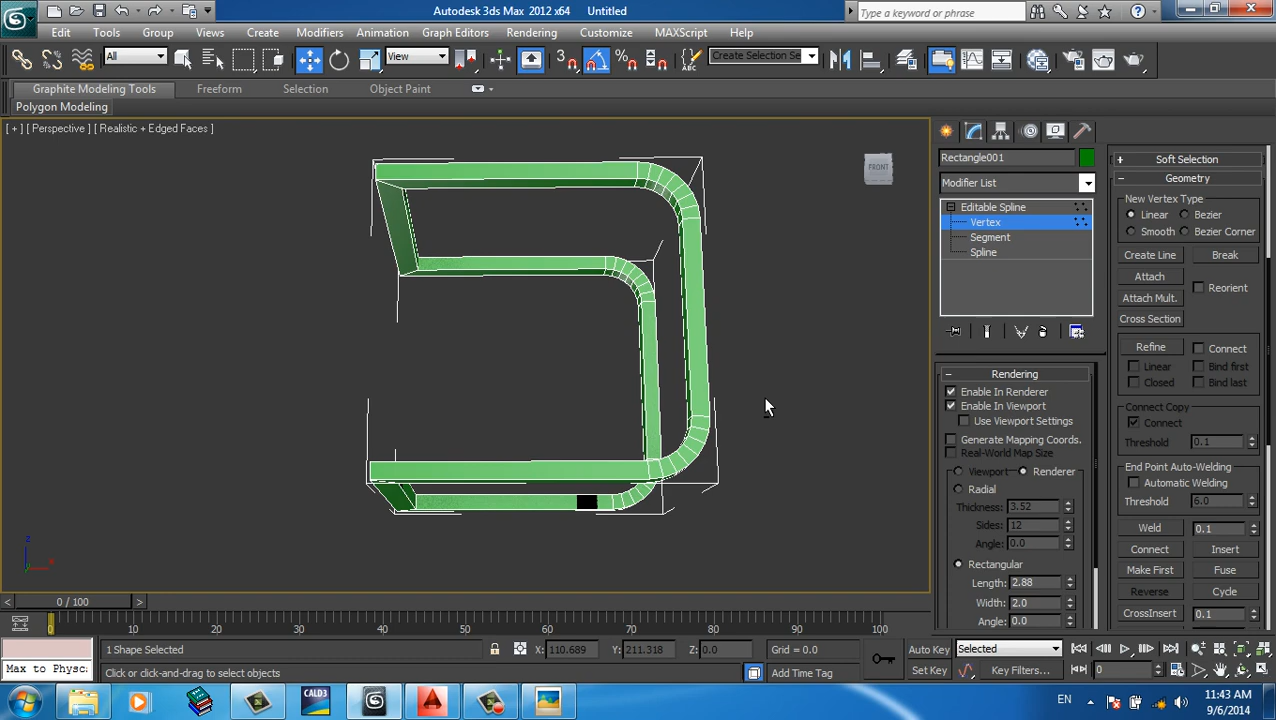 Autodesk 3ds Max 2012 x64 Untitled
Type a keyword or phrase
Edit Tools Group Views Create Modifiers Animation Graph Editors Rendering Customize MAXScript Help
All View 3 Create Selection Se
Graphite Modeling Tools Freeform Selection Object Paint
Polygon Modeling
[ + ] [ Perspective ] [ Realistic + Edged Faces ]
FRONT
z
x
Rectangle001
Modifier List
Editable Spline
Vertex
Segment
Spline
Rendering
Enable In Renderer
Enable In Viewport
Use Viewport Settings
Generate Mapping Coords.
Real-World Map Size
Viewport Renderer
Radial
Thickness: 3.52
Sides: 12
Angle: 0.0
Rectangular
Length: 2.88
Width: 2.0
Angle: 0.0
Soft Selection
Geometry
New Vertex Type
Linear Bezier
Smooth Bezier Corner
Create Line Break
Attach Reorient
Attach Mult.
Cross Section
Refine Connect
Linear Bind first
Closed Bind last
Connect Copy
Connect
Threshold 0.1
End Point Auto-Welding
Automatic Welding
Threshold 6.0
Weld 0.1
Connect Insert
Make First Fuse
Reverse Cycle
CrossInsert 0.1
< 0 / 100 >
0 10 20 30 40 50 60 70 80 90 100
1 Shape Selected X: 110.689 Y: 211.318 Z: 0.0 Grid = 0.0 Auto Key Selected
Max to Physc Click or click-and-drag to select objects Add Time Tag Set Key Key Filters... 0
CALD3 EN 11:43 AM
9/6/2014